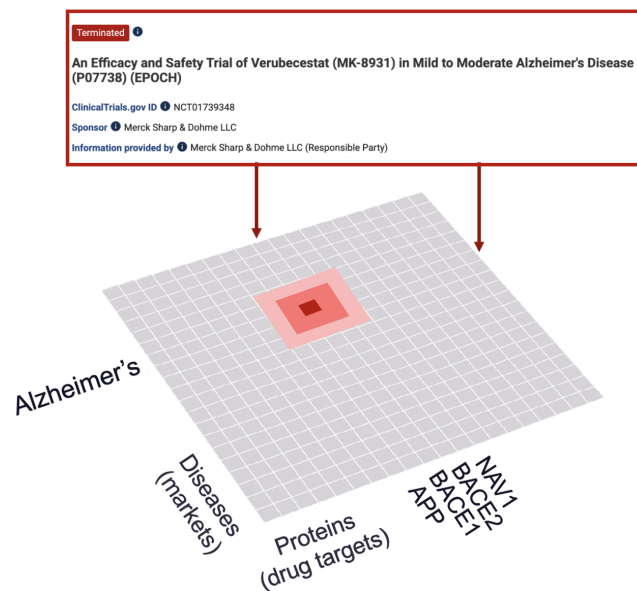 Terminated
An Efficacy and Safety Trial of Verubecestat (MK-8931) in Mild to Moderate Alzheimer's Disease
(P07738) (EPOCH)
ClinicalTrials.gov ID i NCT01739348
Sponsor i Merck Sharp & Dohme LLC
Information provided by i Merck Sharp & Dohme LLC (Responsible Party)
Alzheimer's
Diseases
(markets)
Proteins
(drug targets)
APP
BACE1
BACE2
NAV1